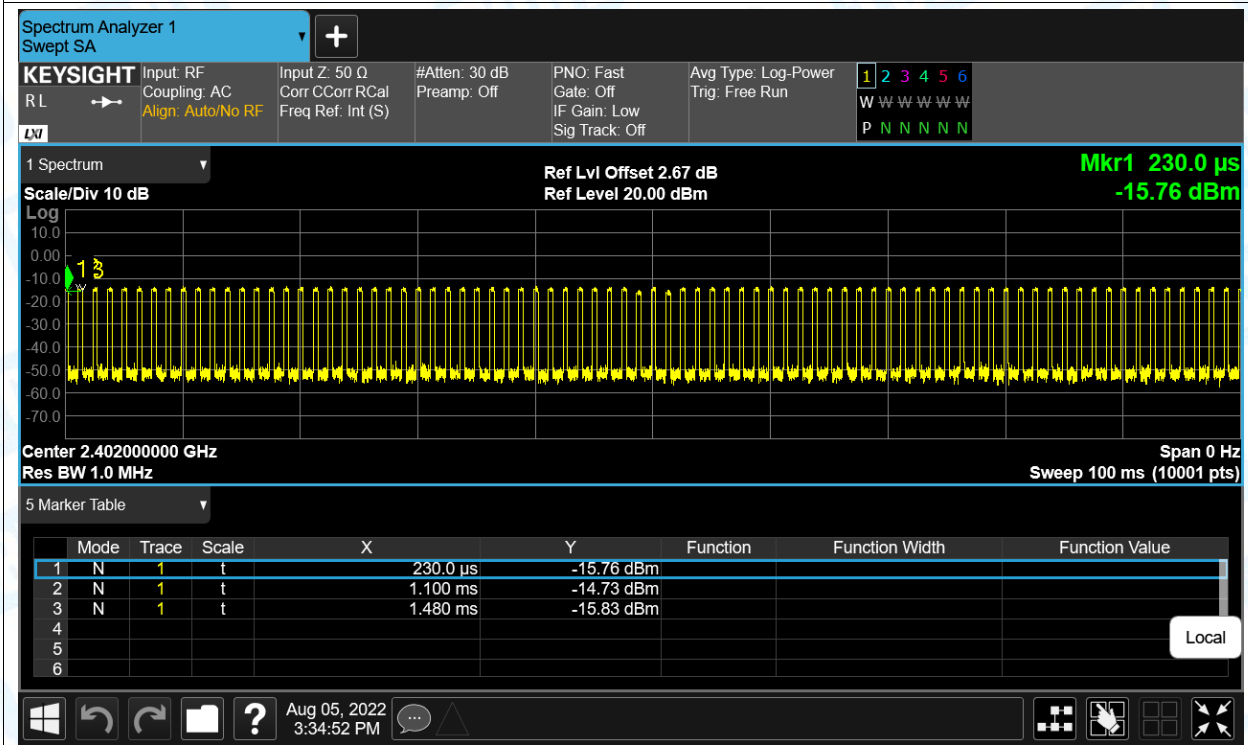 Spectrum Analyzer 1
Swept SA
+
KEYSIGHT Input: RF Input Z: 50 Ω #Atten: 30 dB PNO: Fast Avg Type: Log-Power 1 2 3 4 5 6
R L Coupling: AC Corr CCorr RCal Preamp: Off Gate: Off Trig: Free Run W W W W W W
Align: Auto/No RF Freq Ref: Int (S) IF Gain: Low
LXI Sig Track: Off P N N N N N
1 Spectrum Ref Lvl Offset 2.67 dB Mkr1 230.0 µs
Scale/Div 10 dB Ref Level 20.00 dBm -15.76 dBm
Log
10.0
0.00
1 3
-10.0
-20.0
-30.0
-40.0
-50.0
-60.0
-70.0
Center 2.402000000 GHz Span 0 Hz
Res BW 1.0 MHz Sweep 100 ms (10001 pts)
5 Marker Table
Mode Trace Scale X Y Function Function Width Function Value
1 N 1 t 230.0 µs -15.76 dBm
2 N 1 t 1.100 ms -14.73 dBm
3 N 1 t 1.480 ms -15.83 dBm
4
5
6
Local
? Aug 05, 2022
3:34:52 PM